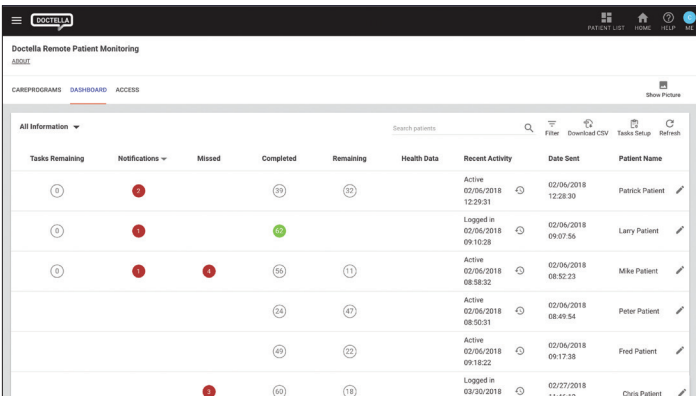 DOCTELLA
PATIENT LIST HOME HELP ME
Doctella Remote Patient Monitoring
ABOUT
CAREPROGRAMS DASHBOARD ACCESS
Show Picture
All Information
Search patients
Filter Download CSV Tasks Setup Refresh
Tasks Remaining Notifications Missed Completed Remaining Health Data Recent Activity Date Sent Patient Name
0 2 39 32 Active 02/06/2018 12:29:31 02/06/2018 12:28:30 Patrick Patient
0 1 62 Logged in 02/06/2018 09:10:28 02/06/2018 09:07:56 Larry Patient
0 1 4 56 11 Active 02/06/2018 08:58:32 02/06/2018 08:52:23 Mike Patient
24 47 Active 02/06/2018 08:50:31 02/06/2018 08:49:54 Peter Patient
49 22 Active 02/06/2018 09:18:22 02/06/2018 09:17:38 Fred Patient
3 60 18 Logged in 03/30/2018 02/27/2018 Chris Patient